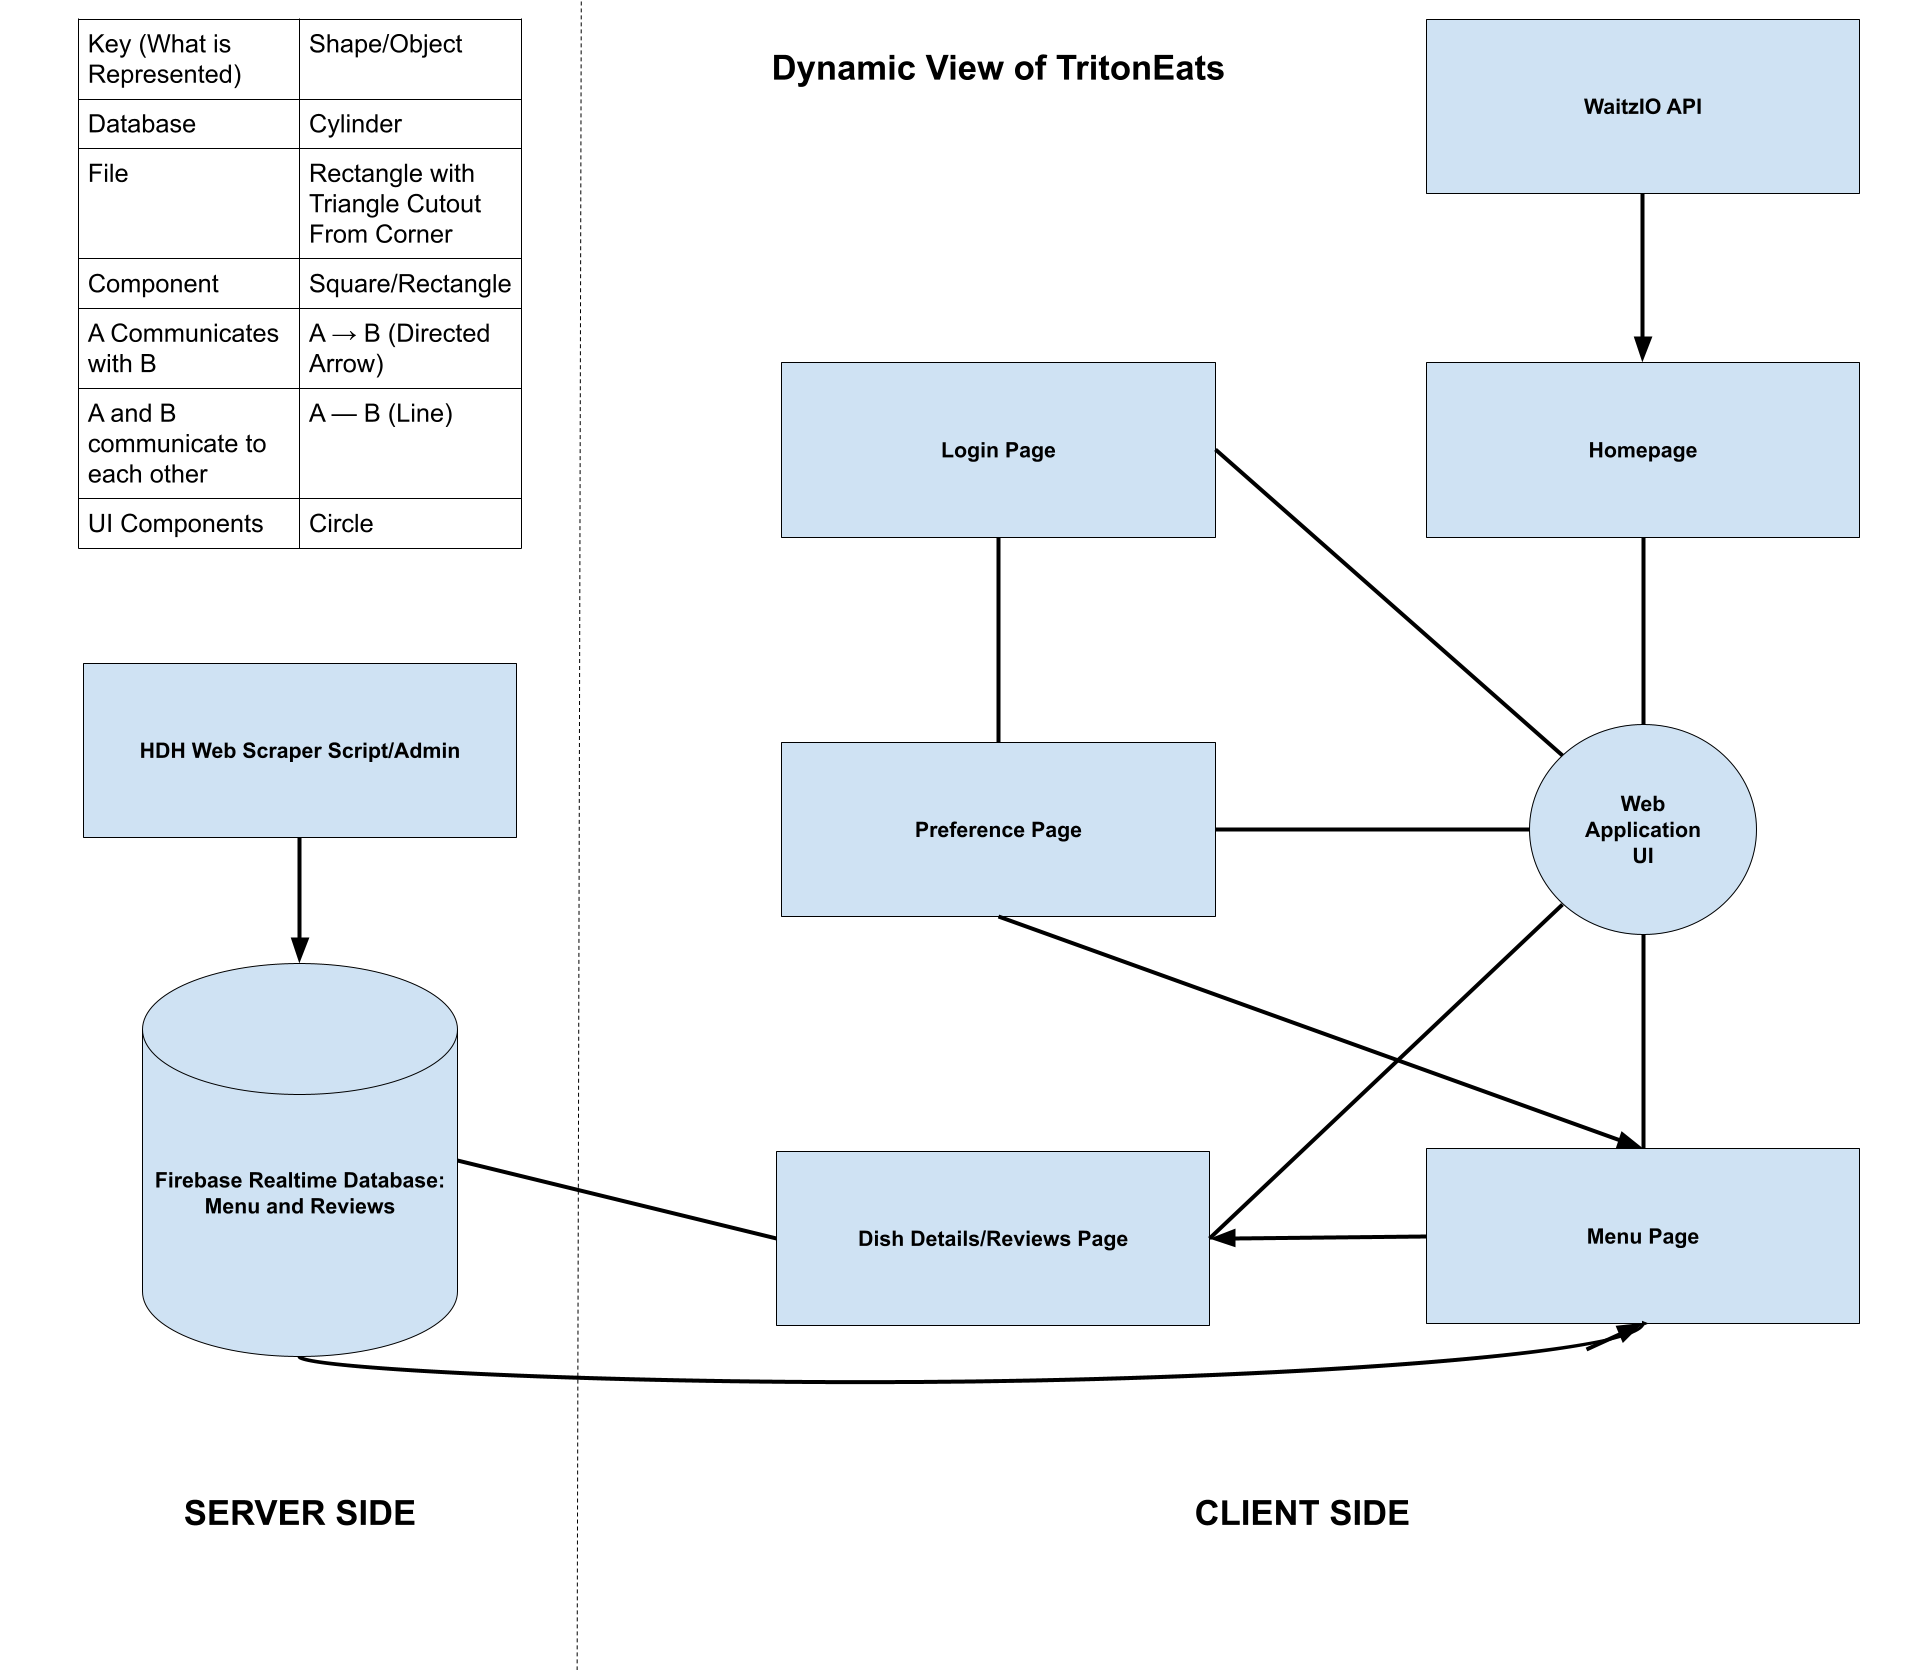 Key (What is
Represented)
Shape/Object
Database
Cylinder
File
Rectangle with
Triangle Cutout
From Corner
Component
Square/Rectangle
A Communicates
with B
A → B (Directed
Arrow)
A and B
communicate to
each other
A — B (Line)
UI Components
Circle
Dynamic View of TritonEats
WaitzIO API
Login Page
Homepage
HDH Web Scraper Script/Admin
Preference Page
Web
Application
UI
Firebase Realtime Database:
Menu and Reviews
Dish Details/Reviews Page
Menu Page
SERVER SIDE
CLIENT SIDE